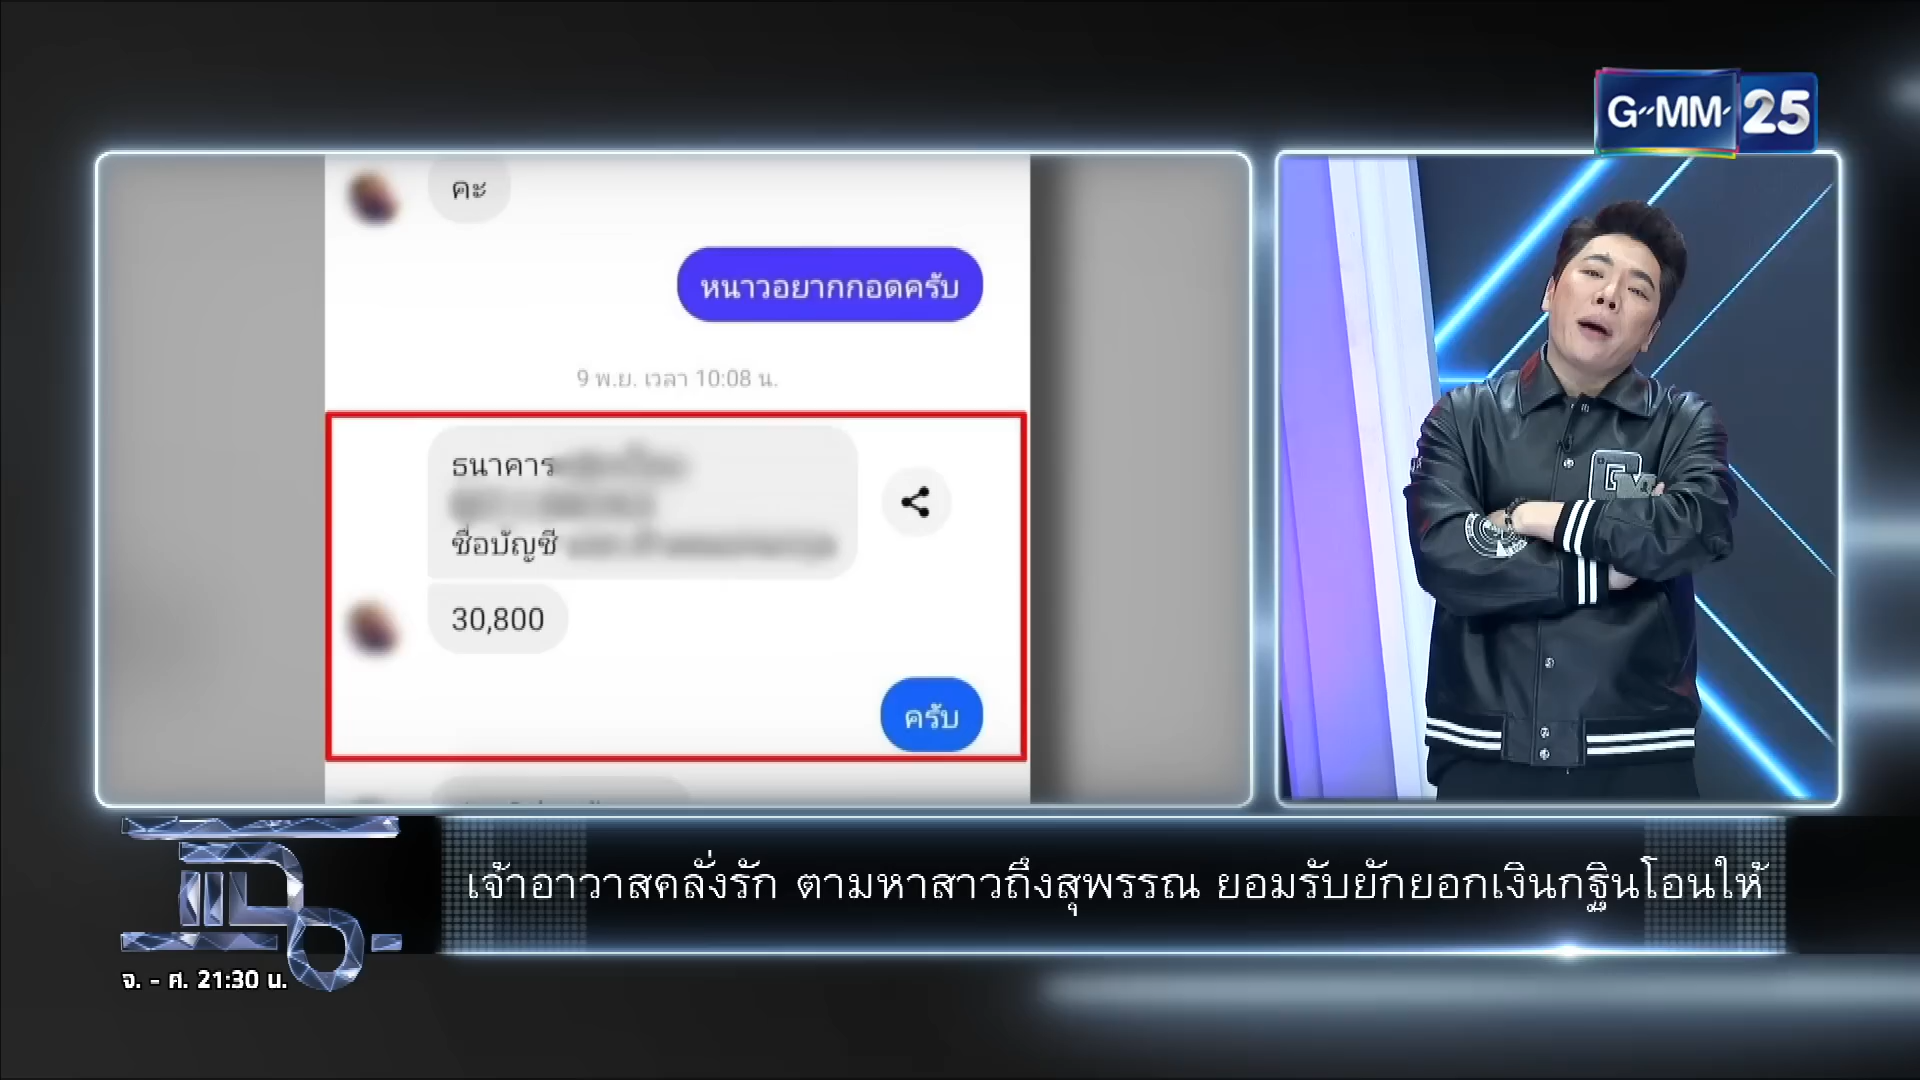 G MM 25
ค่ะ
หนาวอยากกอดครับ
9 พ.ย. เวลา 10:08 น.
ธนาคาร
ชื่อบัญชี
30,800
ครับ
เจ้าอาวาสคลั่งรัก ตามหาสาวถึงสุพรรณ ยอมรับยักยอกเงินกฐินโอนให้
แฉ
จ. - ศ. 21:30 น.